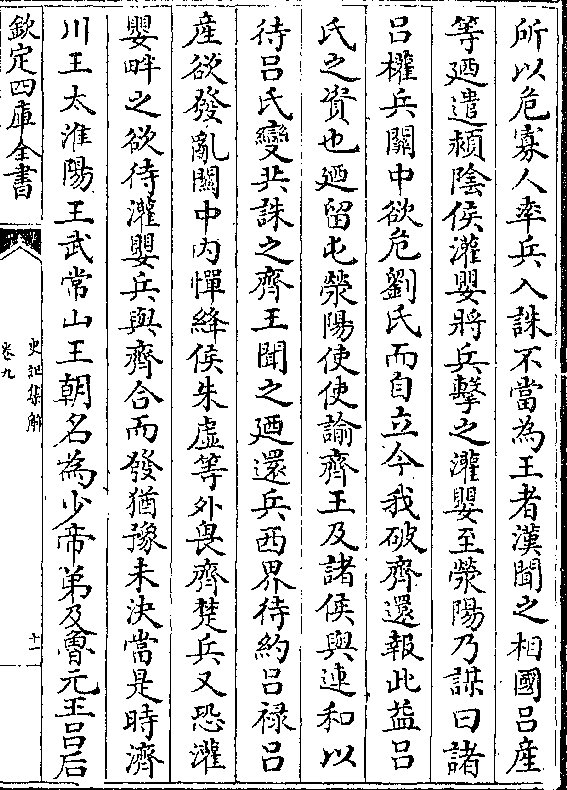 所以危寡人率兵入誅不當為王者漢聞之相國呂産
等廼遣頴隂侯灌嬰將兵擊之灌嬰至滎陽乃謀曰諸
呂權兵關中欲危劉氏而自立今我破齊還報此益呂
氏之資也廼留屯滎陽使使諭齊王及諸侯與連和以
待呂氏變共誅之齊王聞之廼還兵西界待約呂禄呂
産欲發亂關中内憚絳侯朱虛等外畏齊楚兵又恐灌
嬰畔之欲待灌嬰兵與齊合而發猶豫未決當是時濟
川王太淮陽王武常山王朝名為少帝弟及魯元王呂后
欽定四庫全書
史記集解
卷九
十一